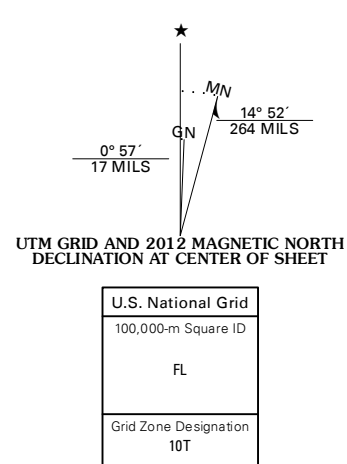 ★
MN
14° 52´
264 MILS
GN
0° 57´
17 MILS
UTM GRID AND 2012 MAGNETIC NORTH
DECLINATION AT CENTER OF SHEET
U.S. National Grid
100,000-m Square ID
FL
Grid Zone Designation
10T